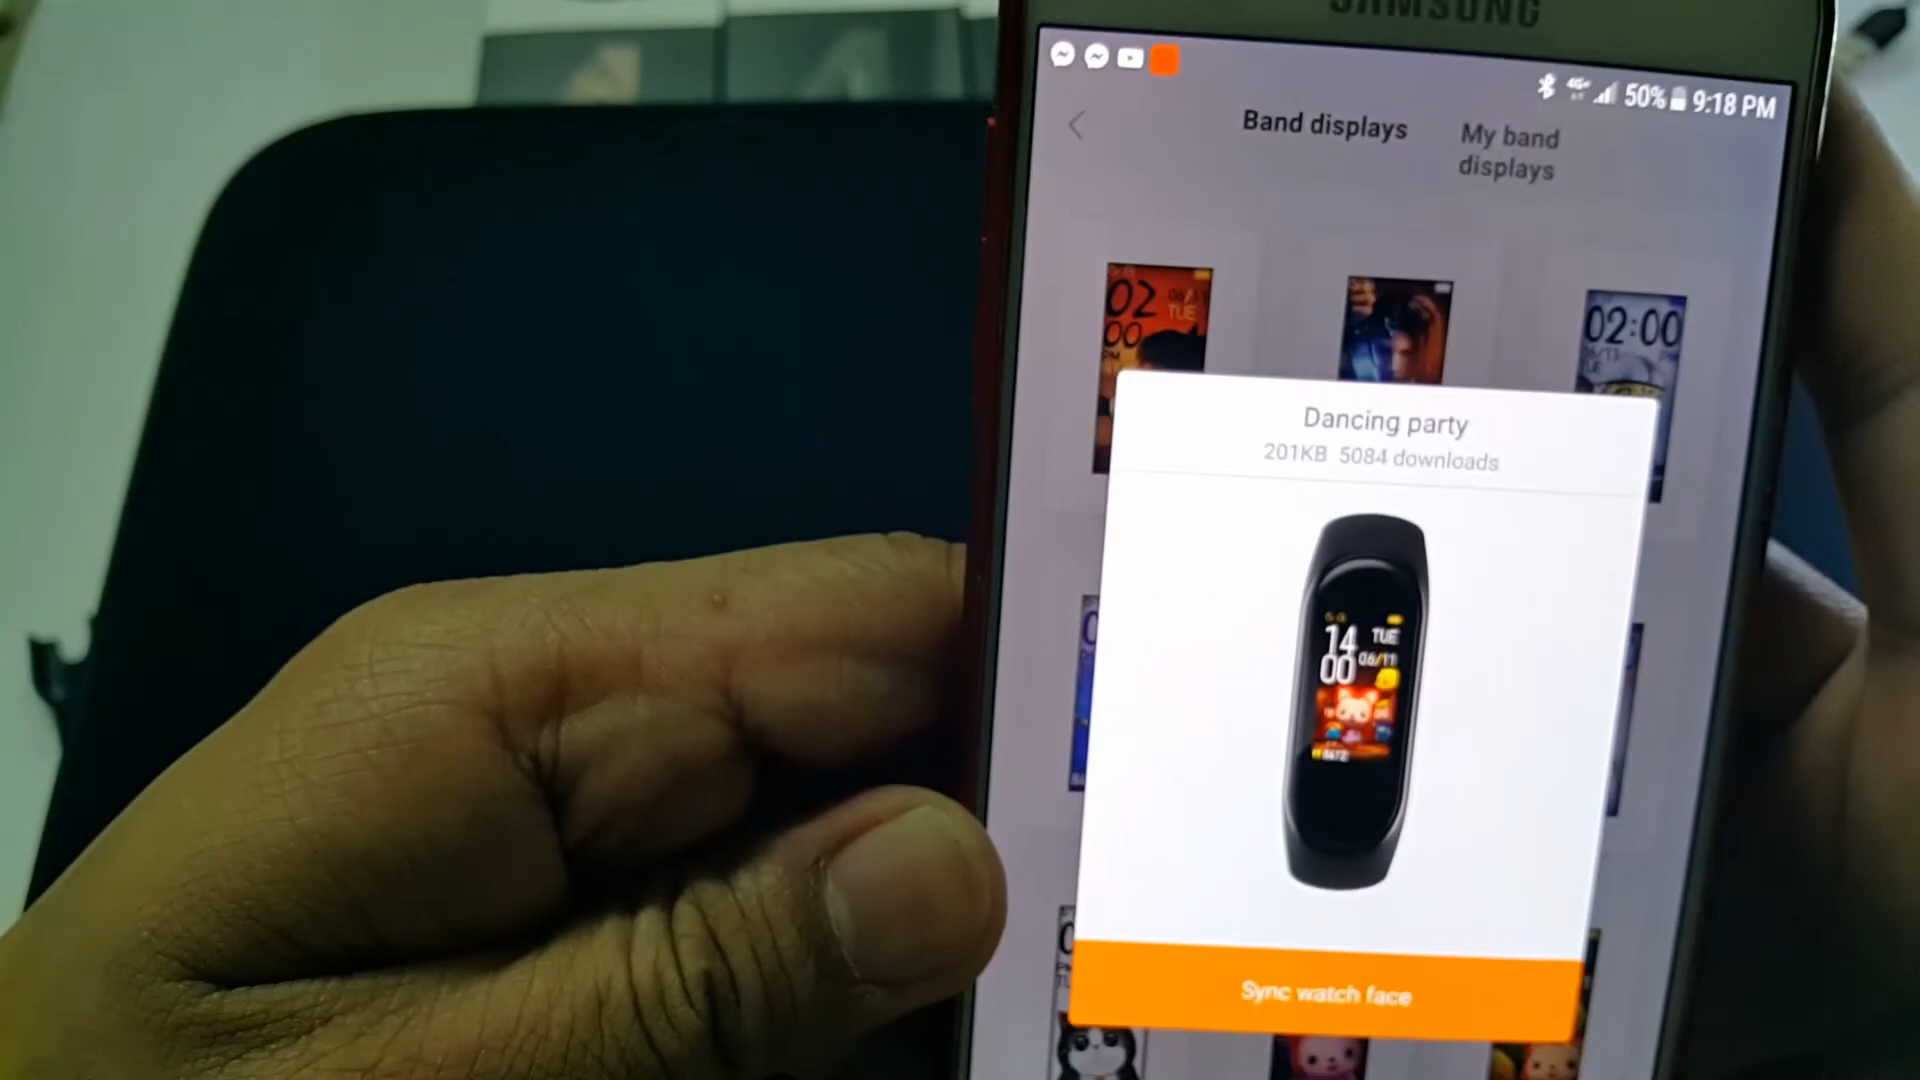 SAMSUNG
50% 9:18 PM
Band displays
My band
displays
02
00
TUE
PM
02:00
Dancing party
201KB 5084 downloads
14
00
TUE
06/11
Sync watch face